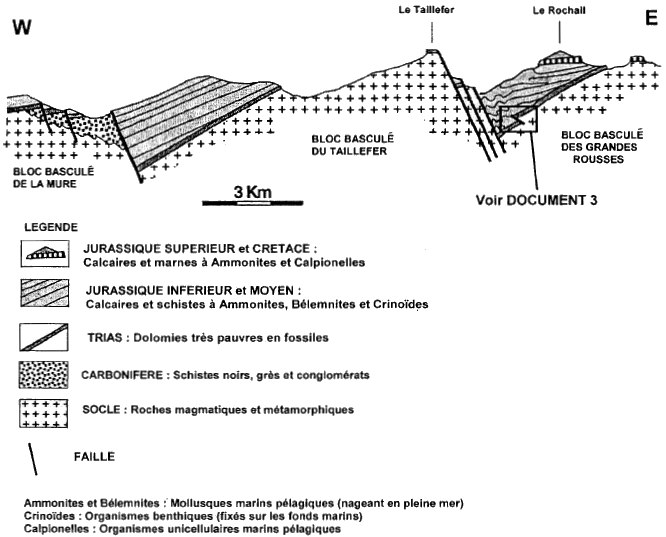 W
Le Taillefer
Le Rochail
E
BLOC BASCULÉ
DE LA MURE
BLOC BASCULÉ
DU TAILLEFER
BLOC BASCULÉ
DES GRANDES
ROUSSES
3 Km
Voir DOCUMENT 3
LEGENDE
JURASSIQUE SUPERIEUR et CRETACE :
Calcaires et marnes à Ammonites et Calpionelles
JURASSIQUE INFERIEUR et MOYEN :
Calcaires et schistes à Ammonites, Bélemnites et Crinoïdes
TRIAS : Dolomies très pauvres en fossiles
CARBONIFERE : Schistes noirs, grès et conglomérats
SOCLE : Roches magmatiques et métamorphiques
FAILLE
Ammonites et Bélemnites : Mollusques marins pélagiques (nageant en pleine mer)
Crinoïdes : Organismes benthiques (fixés sur les fonds marins)
Calpionelles : Organismes unicellulaires marins pélagiques